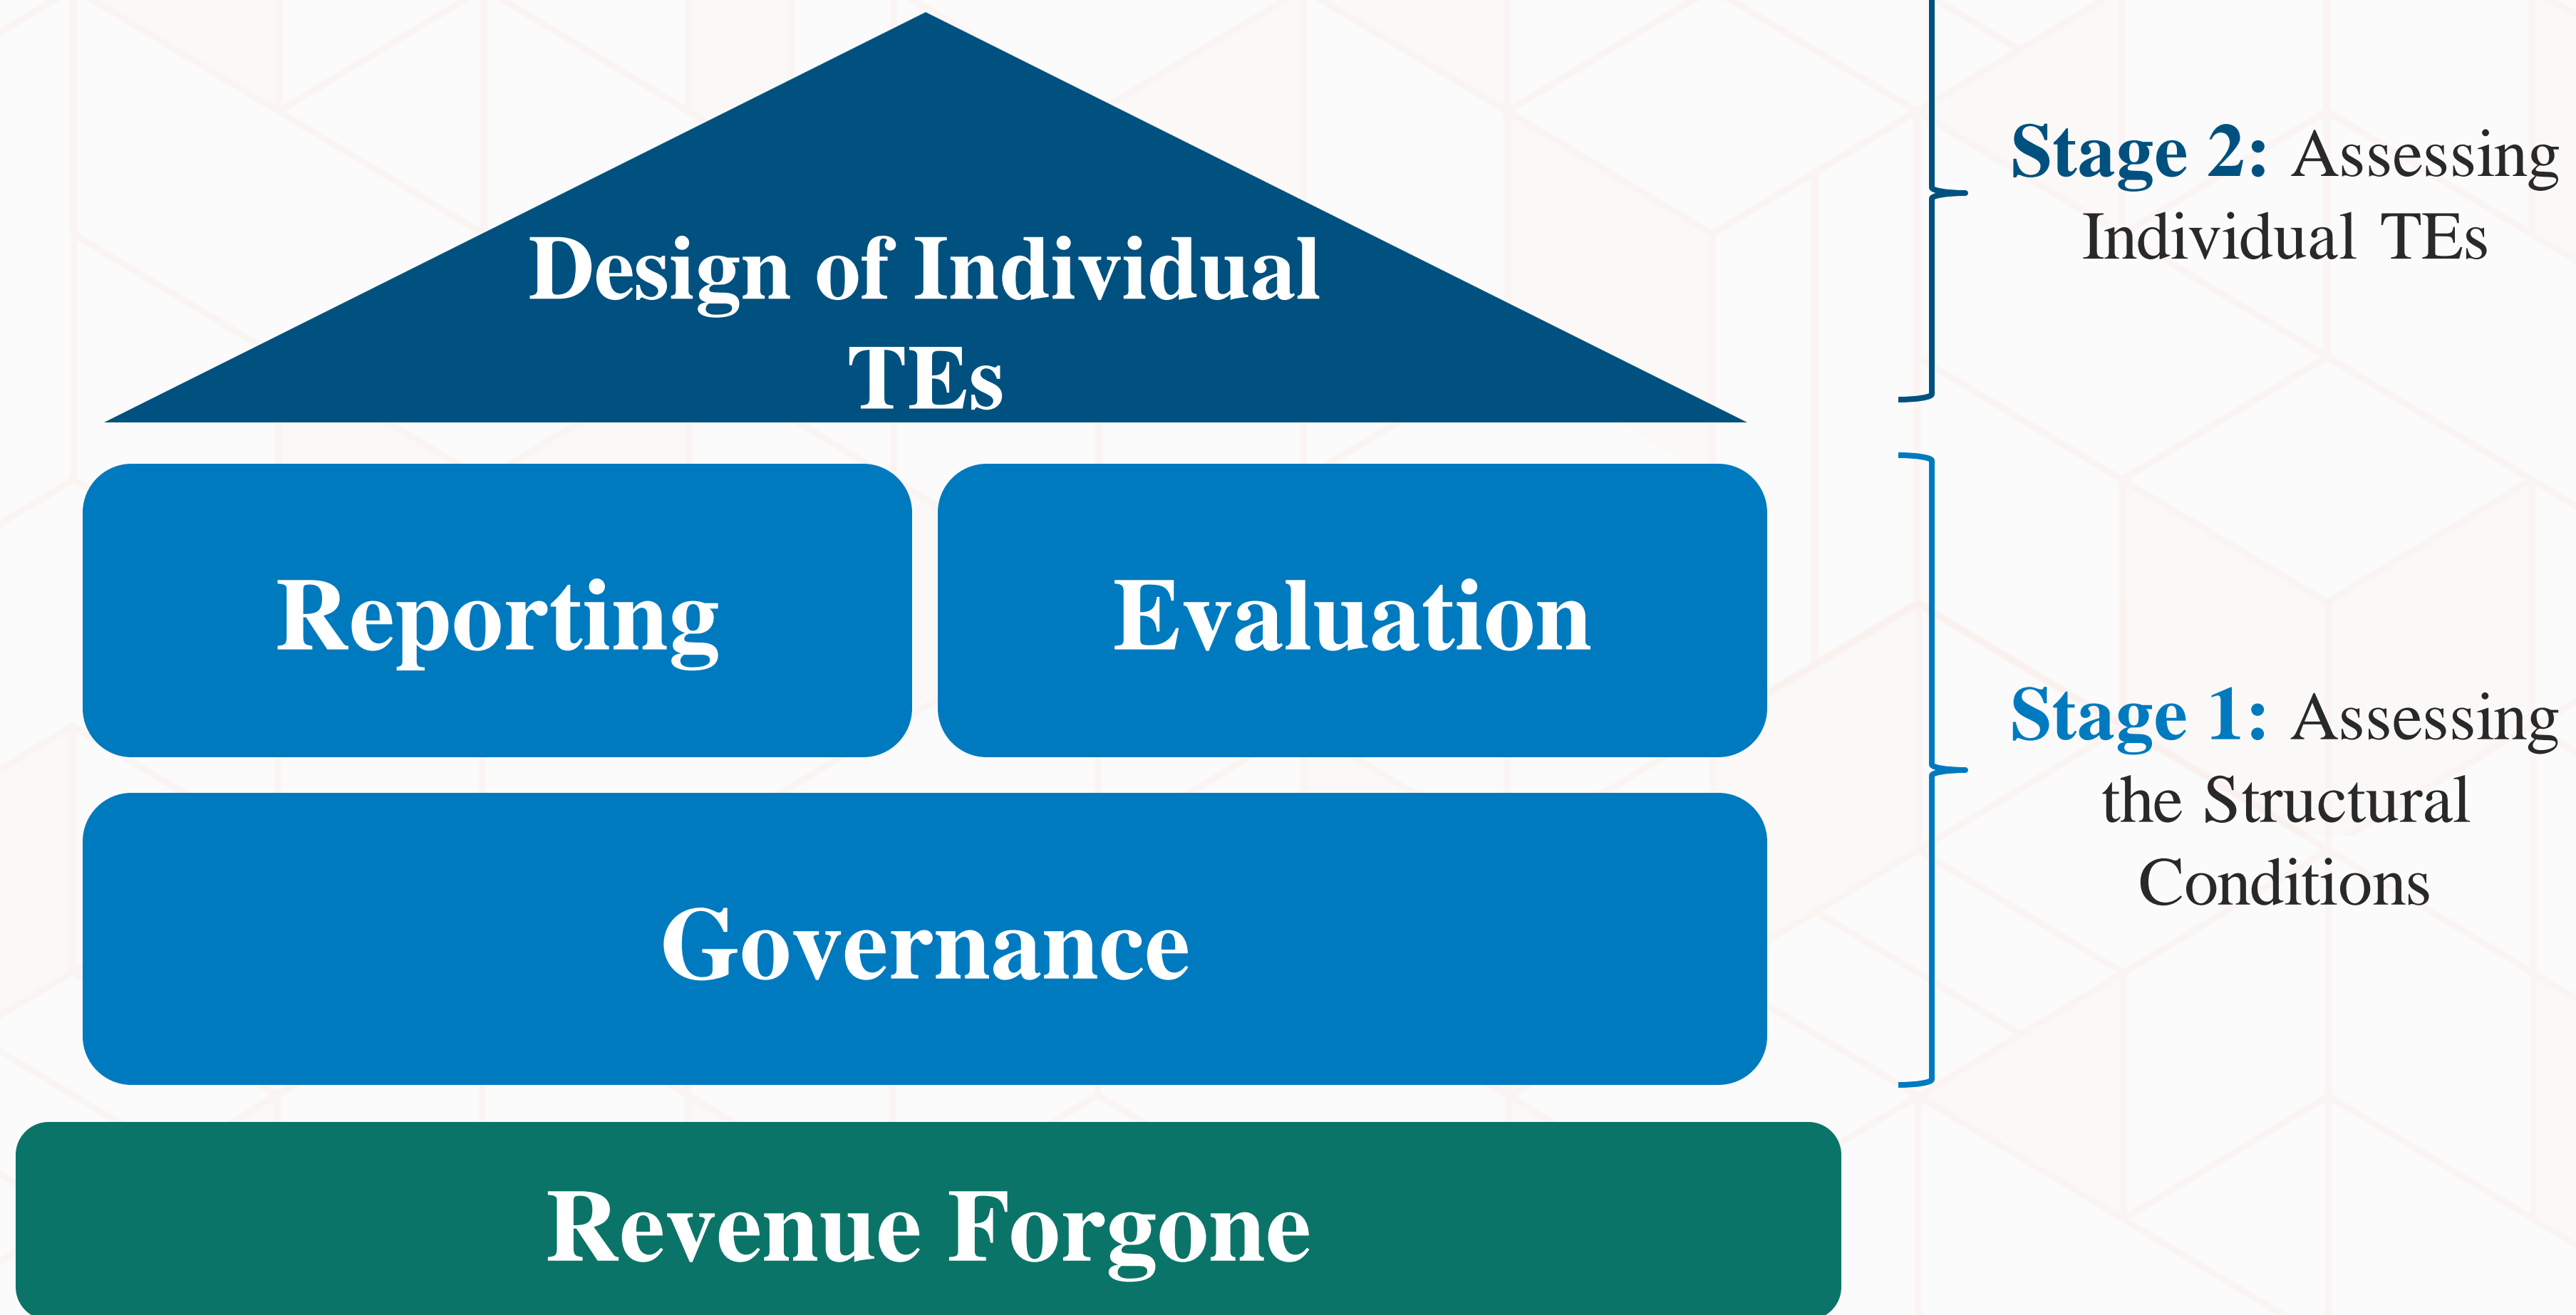 Design of Individual
TEs
Stage 2: Assessing
Individual TEs
Reporting
Evaluation
Stage 1: Assessing
the Structural
Conditions
Governance
Revenue Forgone